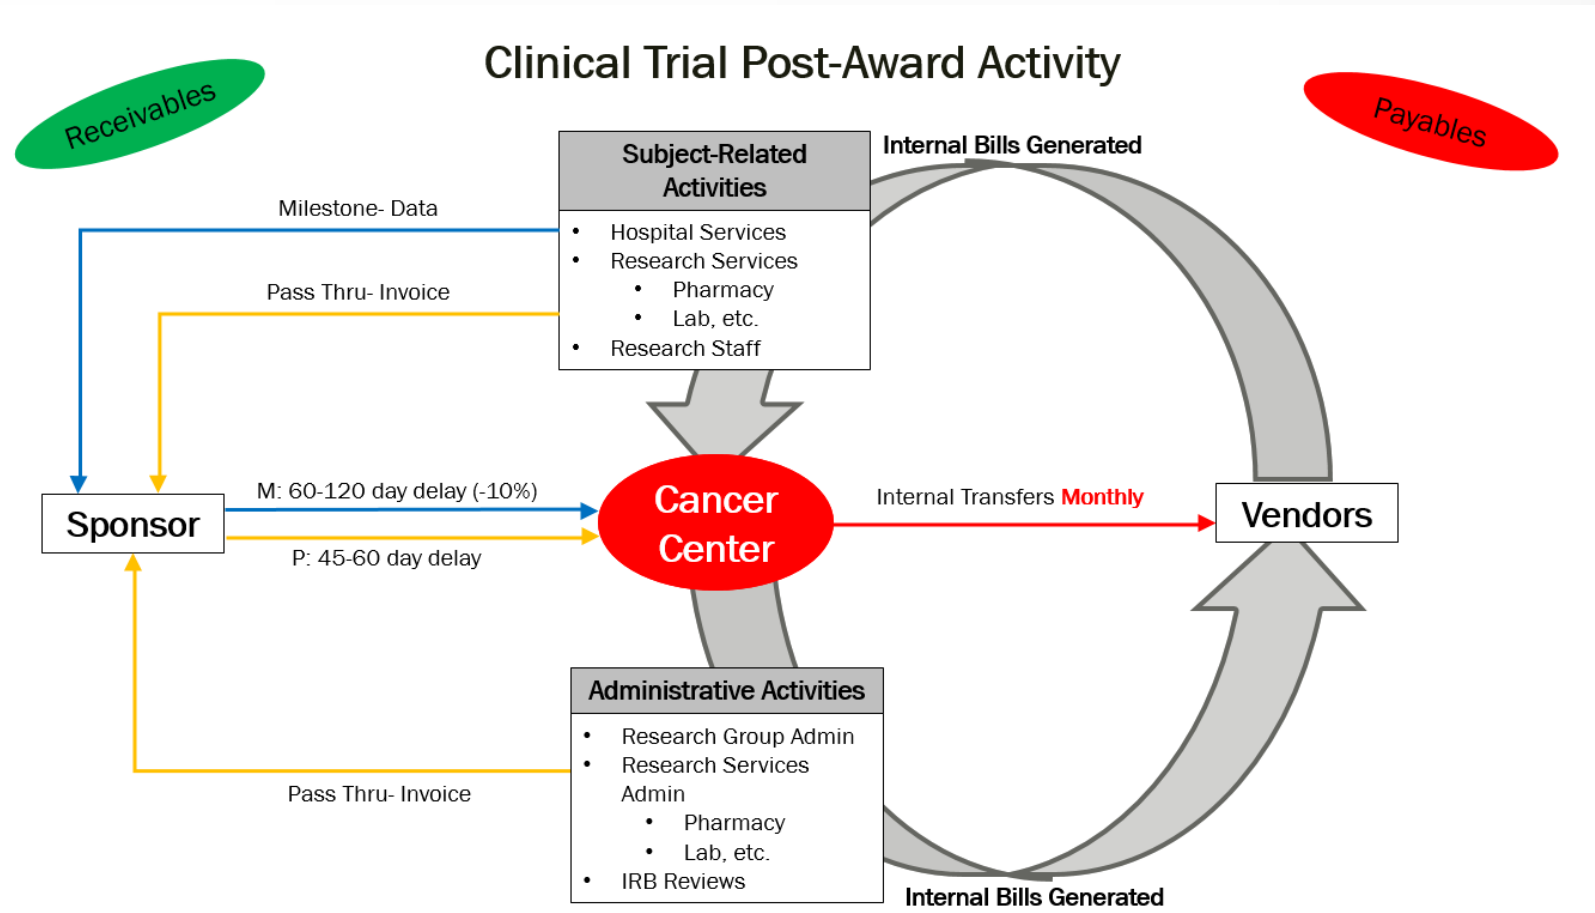 Clinical Trial Post-Award Activity
Receivables
Payables
Internal Bills Generated
Subject-Related
Activities
• Hospital Services
• Research Services
• Pharmacy
• Lab, etc.
• Research Staff
Milestone- Data
Pass Thru- Invoice
Sponsor
M: 60-120 day delay (-10%)
P: 45-60 day delay
Cancer
Center
Internal Transfers Monthly
Vendors
Administrative Activities
• Research Group Admin
• Research Services
Admin
• Pharmacy
• Lab, etc.
• IRB Reviews
Pass Thru- Invoice
Internal Bills Generated